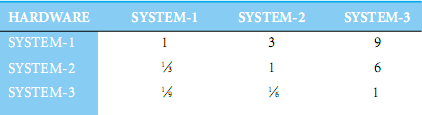 HARDWARE SYSTEM-1 SYSTEM-2 SYSTEM-3
SYSTEM-1 1 3 9
SYSTEM-2 ⅓ 1 6
SYSTEM-3 ⅑ ⅙ 1